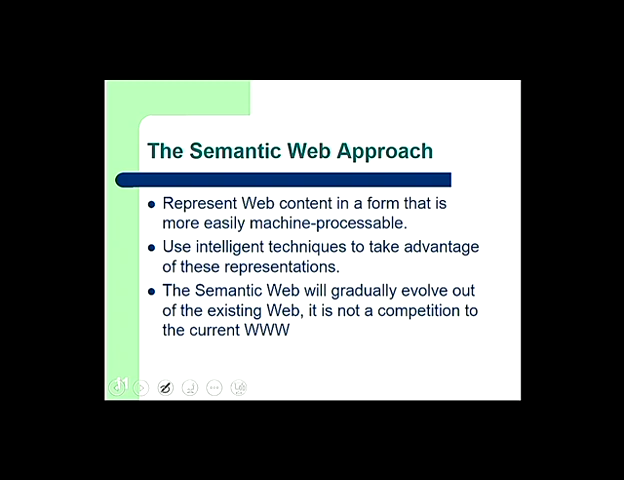 The Semantic Web Approach
Represent Web content in a form that is
more easily machine-processable.
Use intelligent techniques to take advantage
of these representations.
The Semantic Web will gradually evolve out
of the existing Web, it is not a competition to
the current WWW